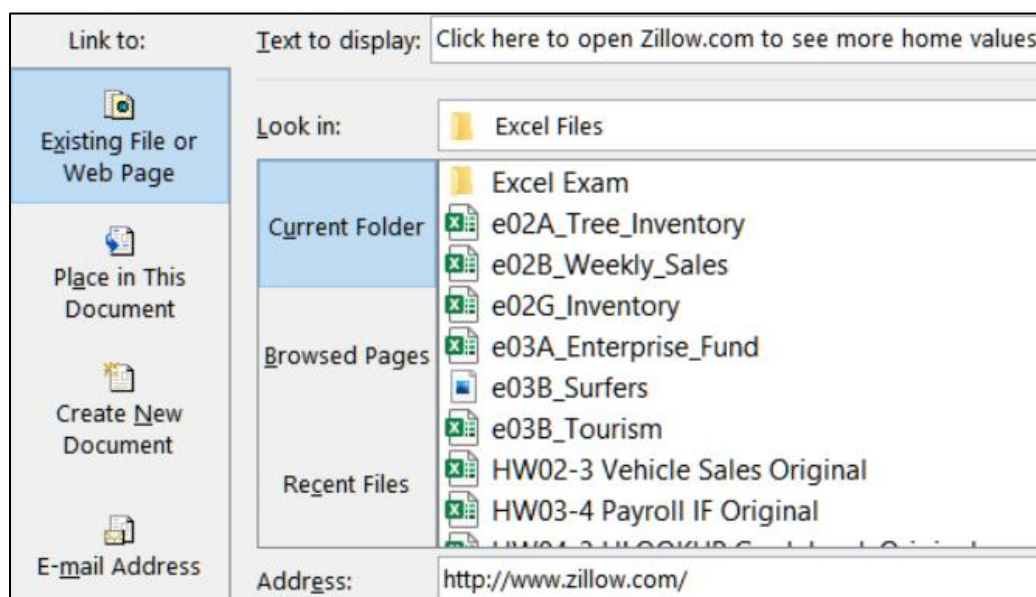 Link to:
Text to display: Click here to open Zillow.com to see more home values
Existing File or
Web Page
Place in This
Document
Create New
Document
E-mail Address
Look in: Excel Files
Current Folder
Browsed Pages
Recent Files
Excel Exam
e02A_Tree_Inventory
e02B_Weekly_Sales
e02G_Inventory
e03A_Enterprise_Fund
e03B_Surfers
e03B_Tourism
HW02-3 Vehicle Sales Original
HW03-4 Payroll IF Original
Address: http://www.zillow.com/